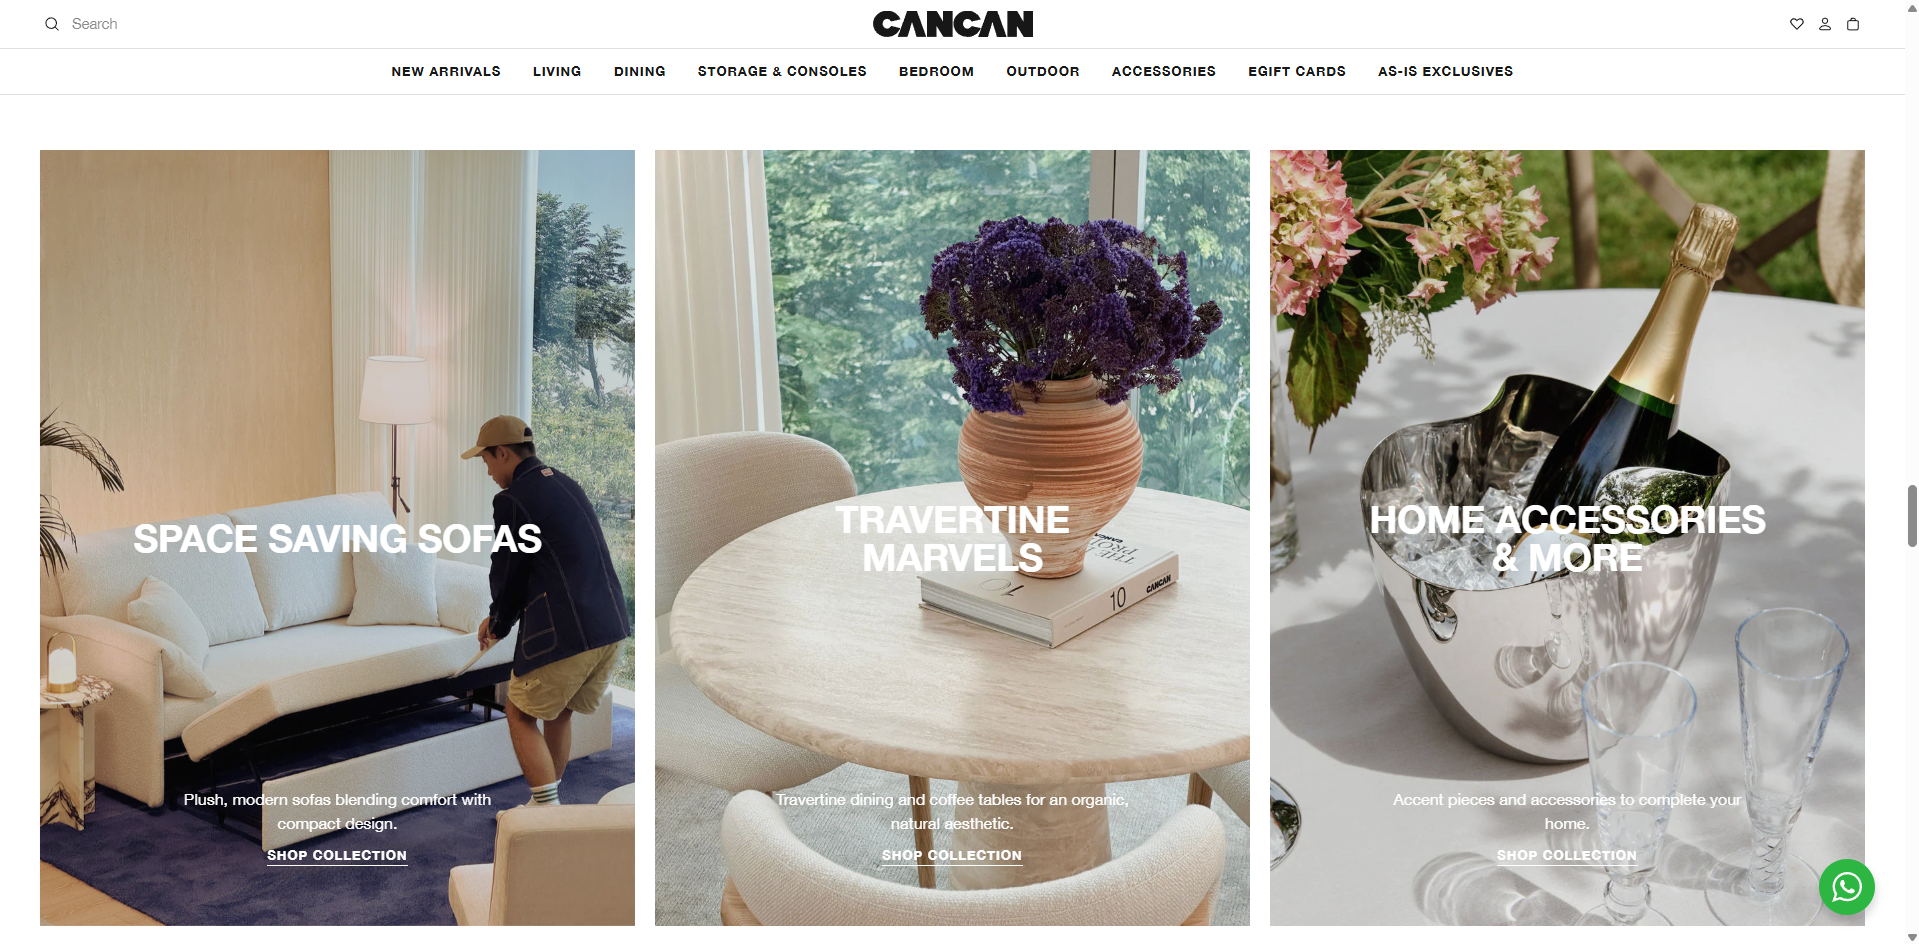 Search
CANCAN
NEW ARRIVALS
LIVING
DINING
STORAGE & CONSOLES
BEDROOM
OUTDOOR
ACCESSORIES
EGIFT CARDS
AS-IS EXCLUSIVES
SPACE SAVING SOFAS
Plush, modern sofas blending comfort with
compact design.
SHOP COLLECTION
TRAVERTINE
MARVELS
10
CANCAN
Travertine dining and coffee tables for an organic,
natural aesthetic.
SHOP COLLECTION
HOME ACCESSORIES
& MORE
Accent pieces and accessories to complete your
home.
SHOP COLLECTION